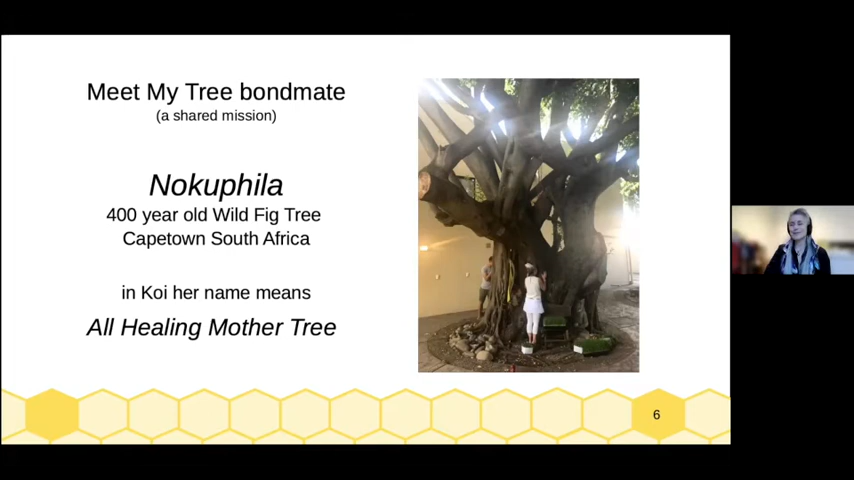 Meet My Tree bondmate
(a shared mission)
Nokuphila
400 year old Wild Fig Tree
Capetown South Africa
in Koi her name means
All Healing Mother Tree
6